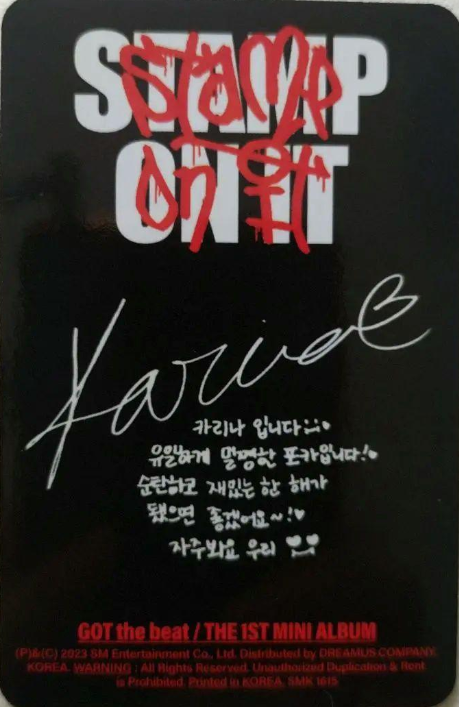 STAMP
ON IT
Stamp
on it
Karina
카리나 입니다
유일하게 멀쩡한 포카입니다!
순탄하고 재밌는 한 해가
됐으면 좋겠어요~!♥
자주봐요 우리
GOT the beat / THE 1ST MINI ALBUM
(P)&(C) 2023 SM Entertainment Co., Ltd. Distributed by DREAMUS COMPANY.
KOREA. WARNING : All Rights Reserved. Unauthorized Duplication & Rent
is Prohibited. Printed in KOREA. SMK 1615